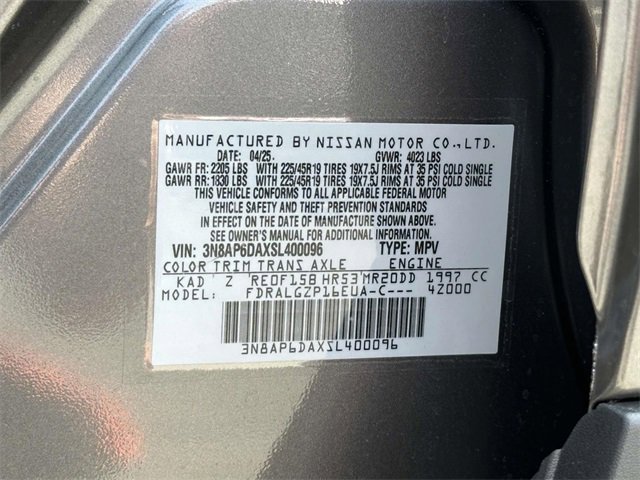 MANUFACTURED BY NISSAN MOTOR CO.,LTD.
DATE: 04/25. GVWR: 4023 LBS
GAWR FR: 2205 LBS WITH 225/45R19 TIRES 19X7.5J RIMS AT 35 PSI COLD SINGLE
GAWR RR: 1830 LBS WITH 225/45R19 TIRES 19X7.5J RIMS AT 35 PSI COLD SINGLE
THIS VEHICLE CONFORMS TO ALL APPLICABLE FEDERAL MOTOR
VEHICLE SAFETY AND THEFT PREVENTION STANDARDS
IN EFFECT ON THE DATE OF MANUFACTURE SHOWN ABOVE.
SEE OWNER'S MANUAL FOR ADDITIONAL INFORMATION.
VIN: 3N8AP6DAXSL400096 TYPE: MPV
COLOR TRIM TRANS AXLE ENGINE
KAD Z RE0F15B HR53 MR20DD 1997 CC
MODEL: FDRALGZP16EUA-C--- 42000
3N8AP6DAXSL400096